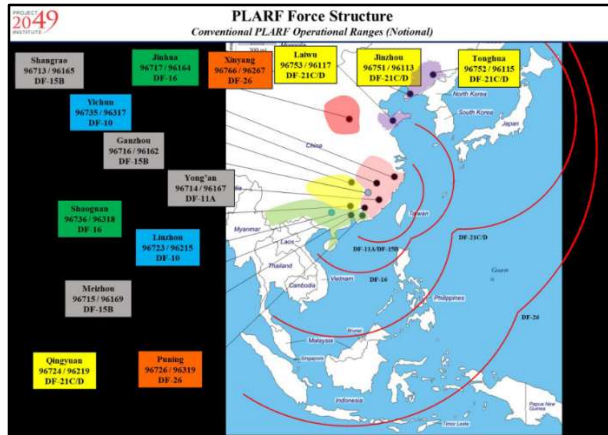 PROJECT
2049
INSTITUTE
PLARF Force Structure
Conventional PLARF Operational Ranges (Notional)
Shangrao
96713 / 96165
DF-15B
Jinhua
96717 / 96164
DF-16
Xinyang
96766 / 96267
DF-26
Laiwu
96753 / 96117
DF-21C/D
Jinzhou
96751 / 96113
DF-21C/D
Tonghua
96752 / 96115
DF-21C/D
Yichun
96735 / 96317
DF-10
Ganzhou
96716 / 96162
DF-15B
Yong'an
96714 / 96167
DF-11A
Shaoguan
96736 / 96318
DF-16
Liuzhou
96723 / 96215
DF-10
Meizhou
96715 / 96169
DF-15B
Qingyuan
96724 / 96219
DF-21C/D
Puning
96726 / 96319
DF-26
North Korea
South Korea
Japan
China
Taiwan
Myanmar
Laos
Thailand
Vietnam
Cambodia
Philippines
Guam
Malaysia
Brunei
Singapore
Indonesia
Papua New
Guinea
Timor Leste
DF-11A/DF-15B
DF-16
DF-21C/D
DF-26